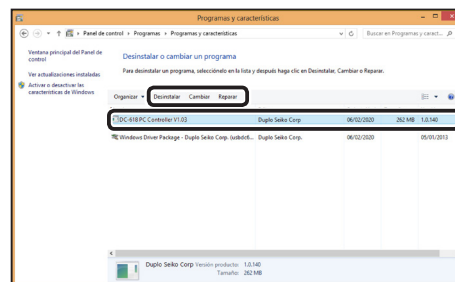 Programas y características
Panel de control › Programas › Programas y características
Buscar en Programas y caract...
Ventana principal del Panel de control
Desinstalar o cambiar un programa
Ver actualizaciones instaladas
Para desinstalar un programa, selecciónelo en la lista y después haga clic en Desinstalar, Cambiar o Reparar.
Activar o desactivar las características de Windows
Organizar Desinstalar Cambiar Reparar
DC-618 PC Controller V1.03 Duplo Seiko Corp 06/02/2020 262 MB 1.0.140
Windows Driver Package - Duplo Seiko Corp. Duplo Seiko Corp. 06/02/2020 05/01/2013
Duplo Seiko Corp Versión producto: 1.0.140
Tamaño: 262 MB